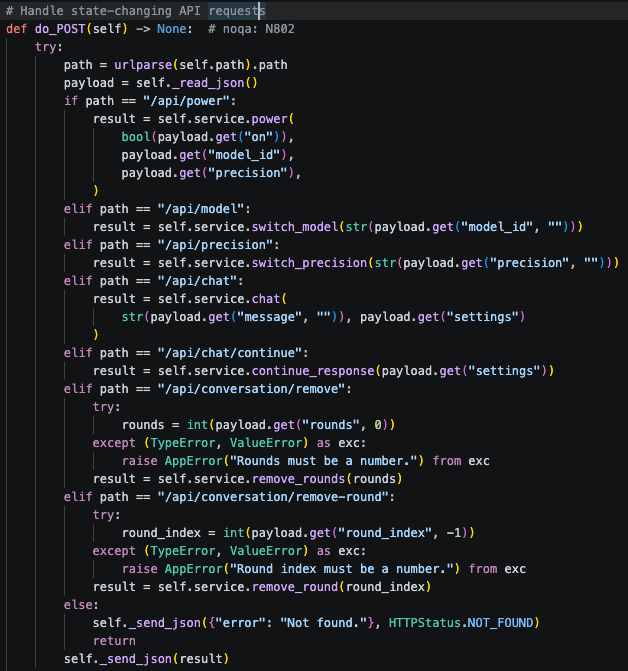 # Handle state-changing API requests
def do_POST(self) -> None:  # noqa: N802
    try:
        path = urlparse(self.path).path
        payload = self._read_json()
        if path == "/api/power":
            result = self.service.power(
                bool(payload.get("on")),
                payload.get("model_id"),
                payload.get("precision"),
            )
        elif path == "/api/model":
            result = self.service.switch_model(str(payload.get("model_id", "")))
        elif path == "/api/precision":
            result = self.service.switch_precision(str(payload.get("precision", "")))
        elif path == "/api/chat":
            result = self.service.chat(
                str(payload.get("message", "")), payload.get("settings")
            )
        elif path == "/api/chat/continue":
            result = self.service.continue_response(payload.get("settings"))
        elif path == "/api/conversation/remove":
            try:
                rounds = int(payload.get("rounds", 0))
            except (TypeError, ValueError) as exc:
                raise AppError("Rounds must be a number.") from exc
            result = self.service.remove_rounds(rounds)
        elif path == "/api/conversation/remove-round":
            try:
                round_index = int(payload.get("round_index", -1))
            except (TypeError, ValueError) as exc:
                raise AppError("Round index must be a number.") from exc
            result = self.service.remove_round(round_index)
        else:
            self._send_json({"error": "Not found."}, HTTPStatus.NOT_FOUND)
            return
        self._send_json(result)